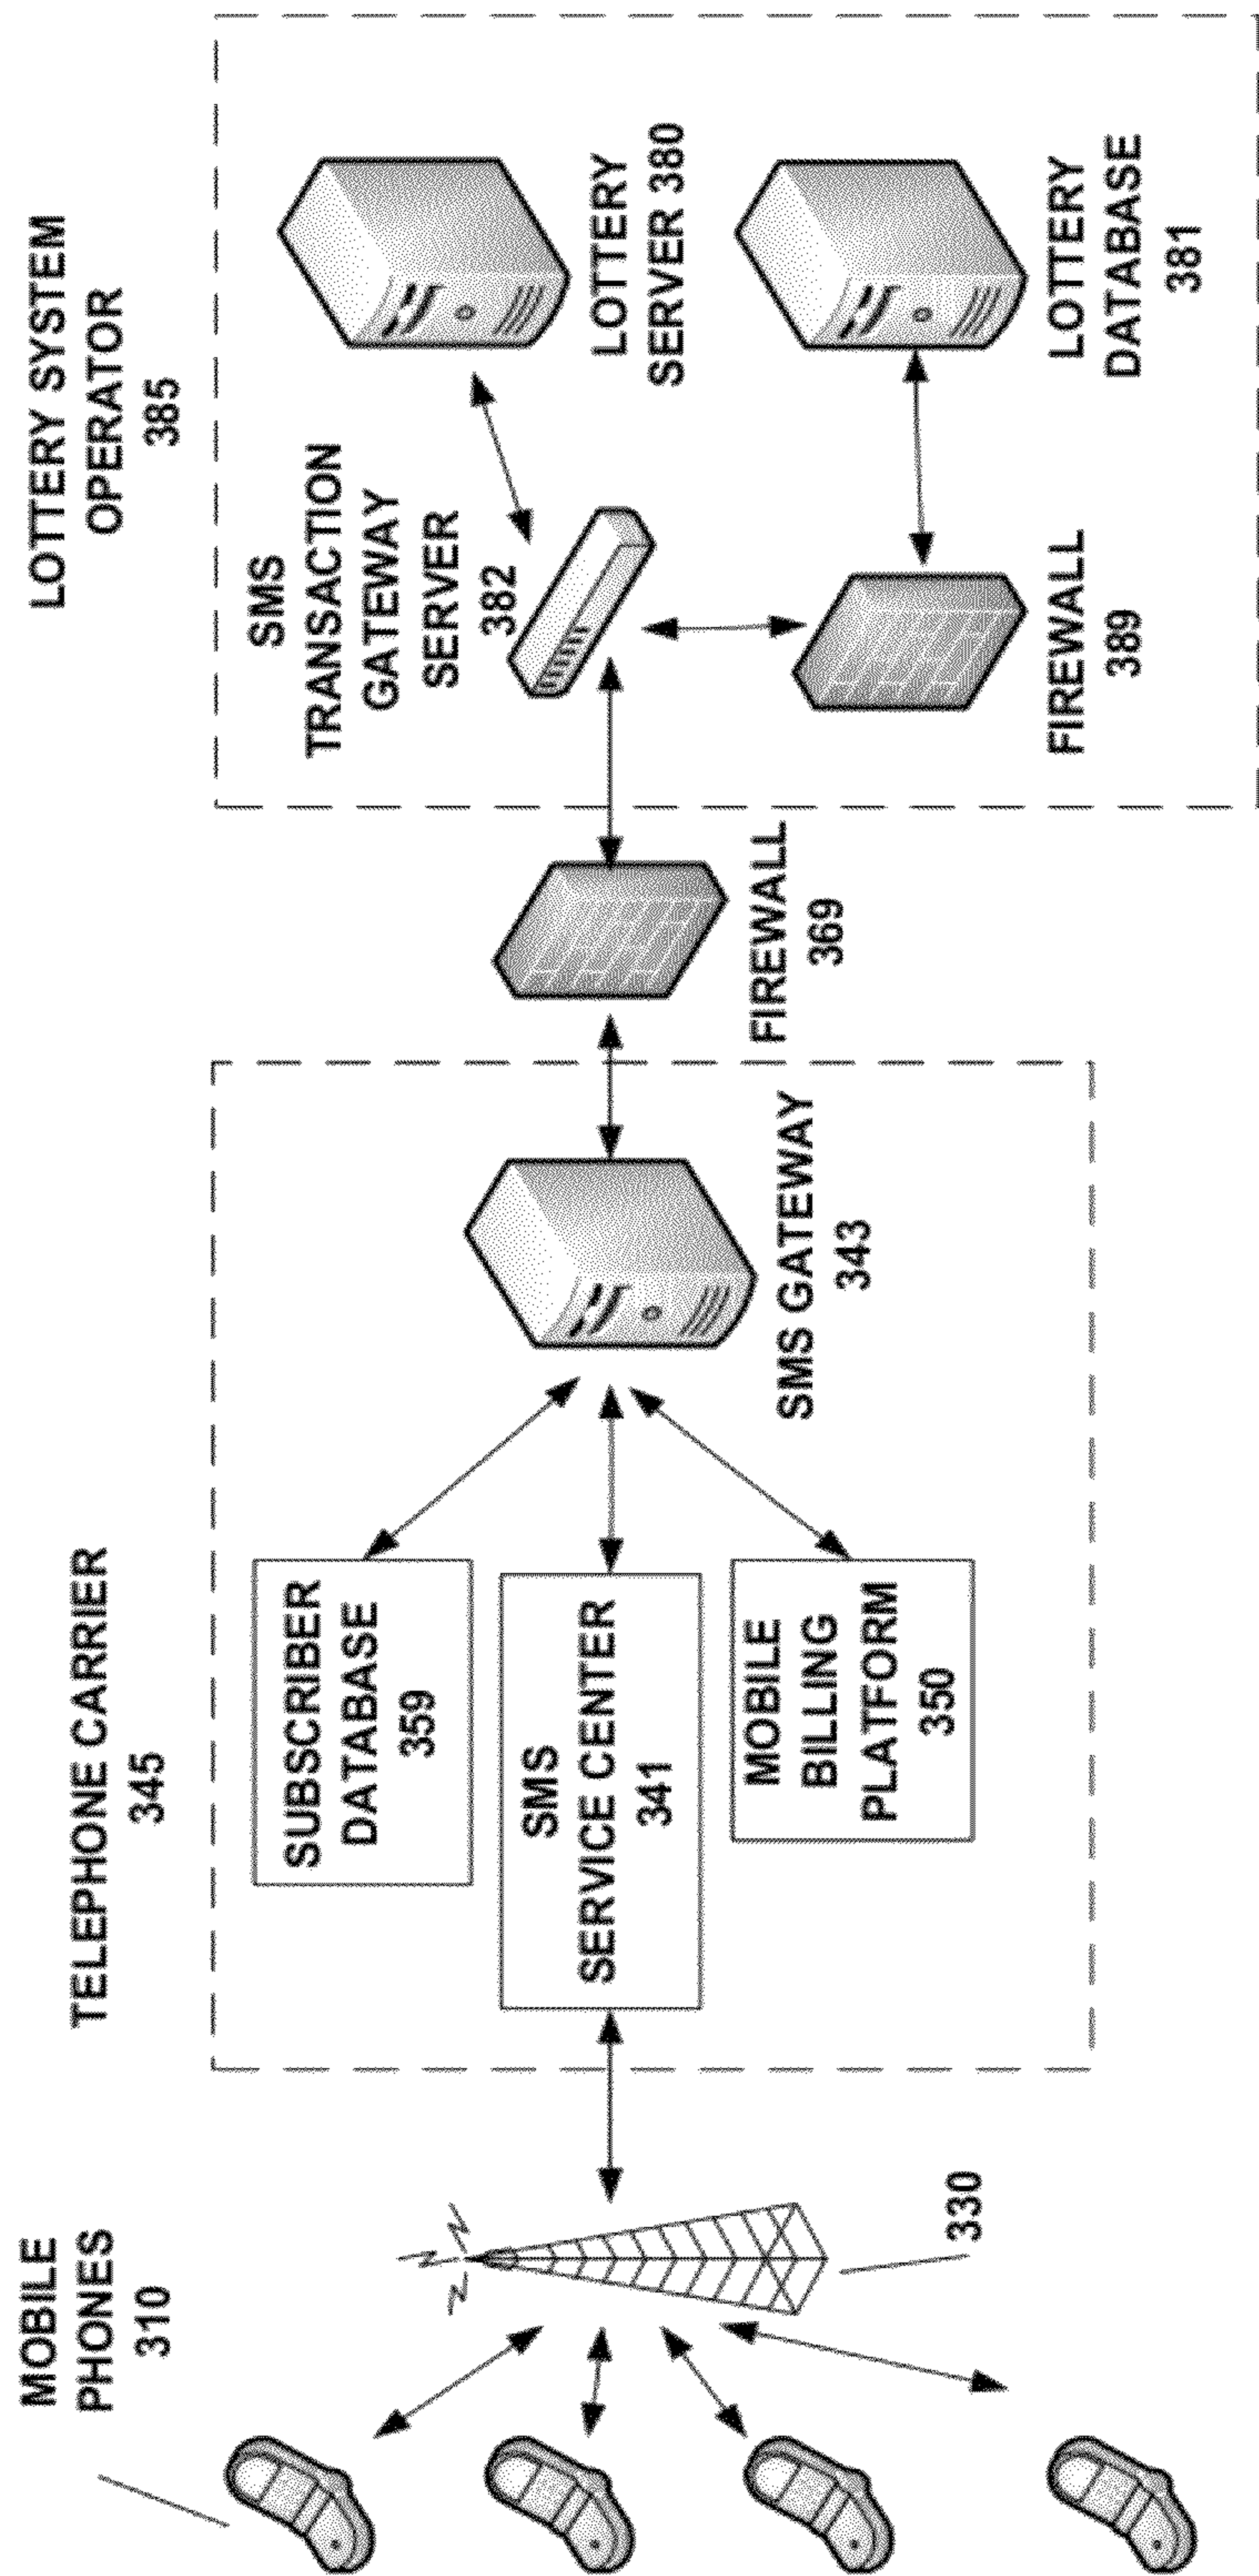 MOBILE
PHONES
310
330
TELEPHONE CARRIER
345
SUBSCRIBER
DATABASE
359
SMS
SERVICE CENTER
341
MOBILE
BILLING
PLATFORM
350
SMS GATEWAY
343
FIREWALL
369
LOTTERY SYSTEM
OPERATOR
385
SMS
TRANSACTION
GATEWAY
SERVER
382
LOTTERY
SERVER 380
FIREWALL
389
LOTTERY
DATABASE
381